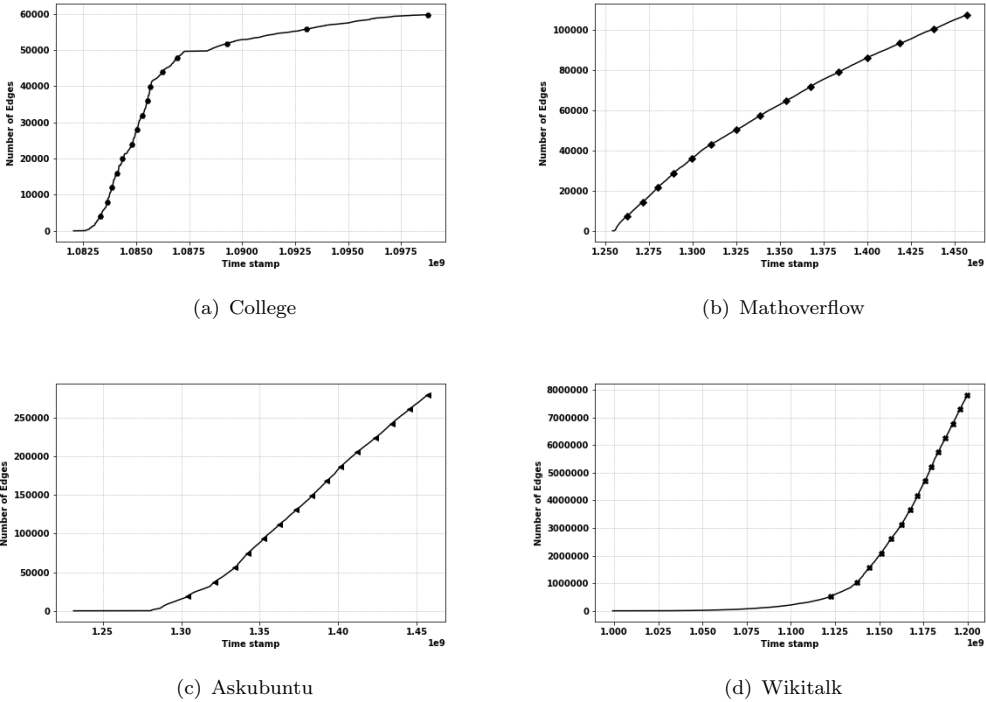 60000
50000
40000
30000
20000
10000
0
Number of Edges
1.0825 1.0850 1.0875 1.0900 1.0925 1.0950 1.0975
Time stamp
1e9
(a) College
100000
80000
60000
40000
20000
0
Number of Edges
1.250 1.275 1.300 1.325 1.350 1.375 1.400 1.425 1.450
Time stamp
1e9
(b) Mathoverflow
250000
200000
150000
100000
50000
0
Number of Edges
1.25 1.30 1.35 1.40 1.45
Time stamp
1e9
(c) Askubuntu
8000000
7000000
6000000
5000000
4000000
3000000
2000000
1000000
0
Number of Edges
1.000 1.025 1.050 1.075 1.100 1.125 1.150 1.175 1.200
Time stamp
1e9
(d) Wikitalk